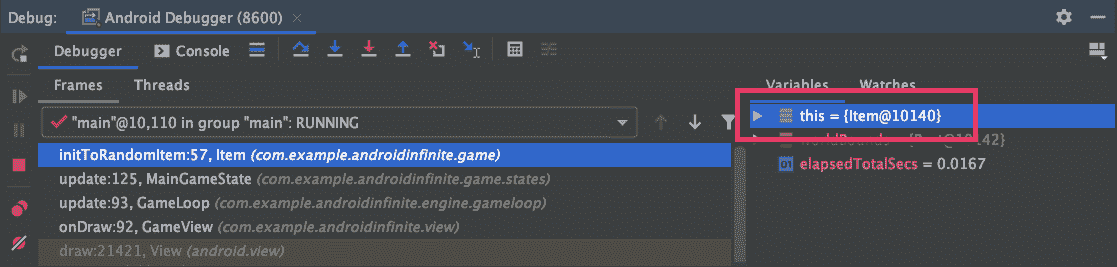 Debug: Android Debugger (8600)
Debugger Console
Frames Threads Variables Watches
"main"@10,110 in group "main": RUNNING
this = {Item@10140}
initToRandomItem:57, Item (com.example.androidinfinite.game)
elapsedTotalSecs = 0.0167
update:125, MainGameState (com.example.androidinfinite.game.states)
update:93, GameLoop (com.example.androidinfinite.engine.gameloop)
onDraw:92, GameView (com.example.androidinfinite.view)
draw:21421, View (android.view)